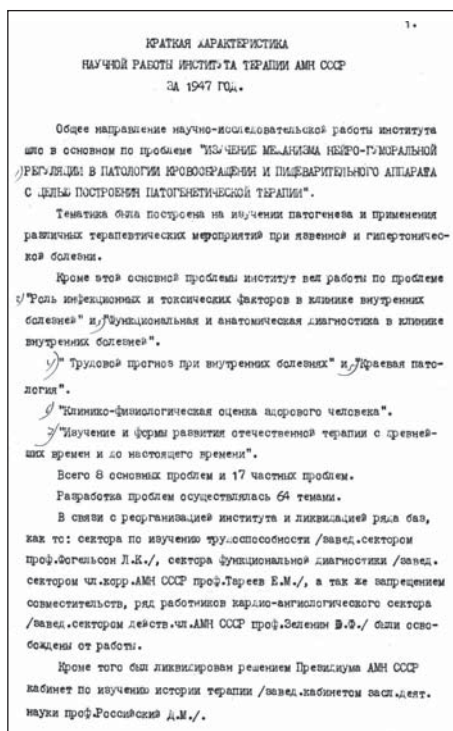 1.
КРАТКАЯ ХАРАКТЕРИСТИКА
НАУЧНОЙ РАБОТЫ ИНСТИТУТА ТЕРАПИИ АМН СССР
ЗА 1947 ГОД.
Общее направление научно-исследовательской работы института
шло в основном по проблеме "ИЗУЧЕНИЕ МЕХАНИЗМА НЕЙРО-ГУМОРАЛЬНОЙ
1) РЕГУЛЯЦИИ В ПАТОЛОГИИ КРОВООБРАЩЕНИЯ И ПИЩЕВАРИТЕЛЬНОГО АППАРАТА
С ЦЕЛЬЮ ПОСТРОЕНИЯ ПАТОГЕНЕТИЧЕСКОЙ ТЕРАПИИ".
Тематика была построена на изучении патогенеза и применения
различных терапевтических мероприятий при язвенной и гипертоничес-
кой болезни.
Кроме этой основной проблемы институт вел работы по проблеме
"Роль инфекционных и токсических факторов в клинике внутренних
болезней" и "Функциональная и анатомическая диагностика в клинике
внутренних болезней".
4) "Трудовой прогноз при внутренних болезнях" и "Краевая пато-
логия".
"Клинико-физиологическая оценка здорового человека".
"Изучение и формы развития отечественной терапии с древней-
ших времен и до настоящего времени".
Всего 8 основных проблем и 17 частных проблем.
Разработка проблем осуществлялась 64 темами.
В связи с реорганизацией института и ликвидацией ряда баз,
как то: сектора по изучению трудоспособности /завед.сектором
проф.Фогельсон Л.К./, сектора функциональной диагностики /завед.
сектором чл.корр.АМН СССР проф.Тареев Е.М./, а так же запрещением
совместительств, ряд работников кардио-ангиологического сектора
/завед.сектором действ.чл.АМН СССР проф.Зеленин В.Ф./ были осво-
бождены от работы.
Кроме того был ликвидирован решением Президиума АМН СССР
кабинет по изучению истории терапии /завед.кабинетом засл.деят.
науки проф.Российский Д.М./.